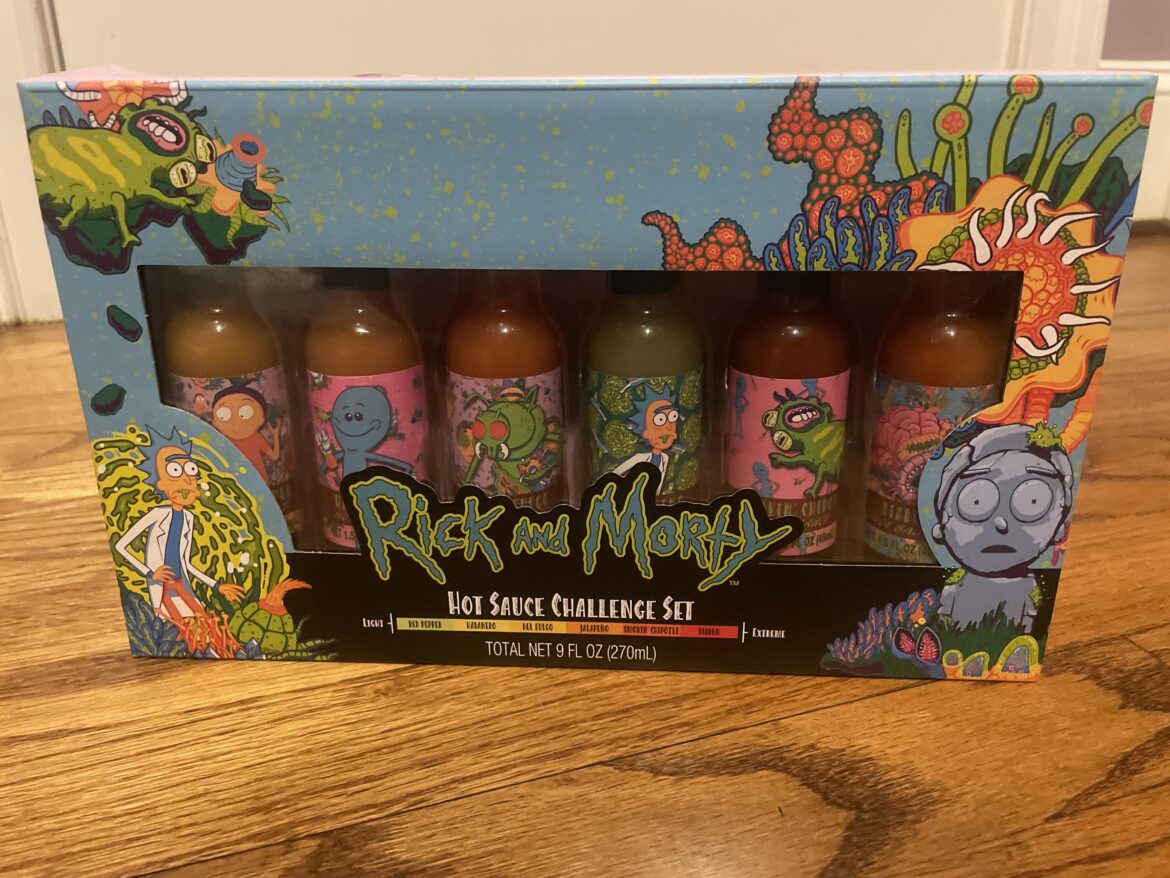 RICK AND MORTY
™
HOT SAUCE CHALLENGE SET
LIGHT RED PEPPER HABANERO DEL FUEGO JALAPEÑO SMOKIN' CHIPOTLE DIABLO EXTREME
TOTAL NET 9 FL OZ (270mL)